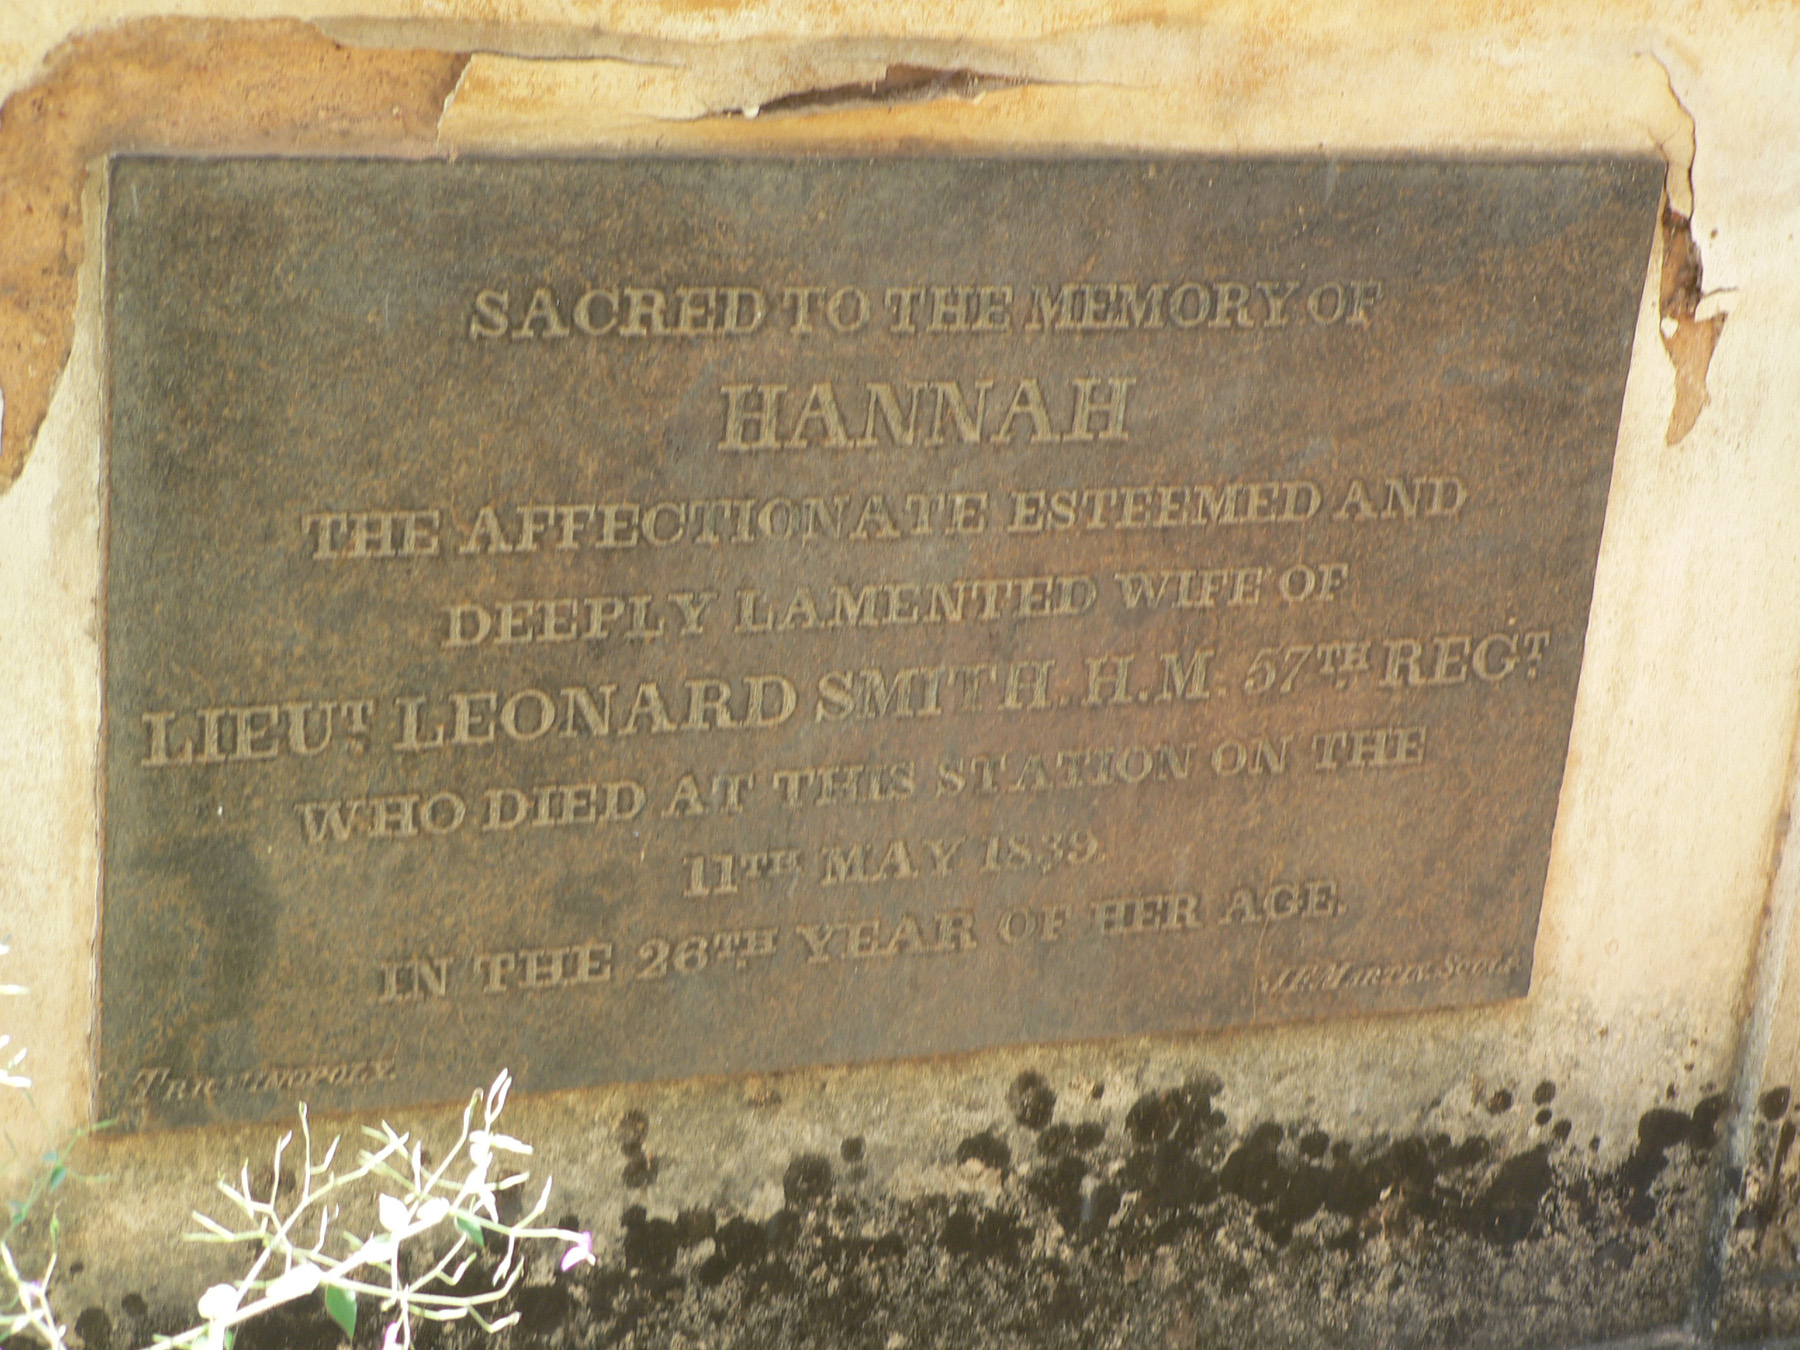 SACRED TO THE MEMORY OF
HANNAH
THE AFFECTIONATE ESTEEMED AND
DEEPLY LAMENTED WIFE OF
LIEUT. LEONARD SMITH. H.M. 57TH REGT.
WHO DIED AT THIS STATION ON THE
11TH MAY 1839.
IN THE 26TH YEAR OF HER AGE.
TRICHINOPOLY.